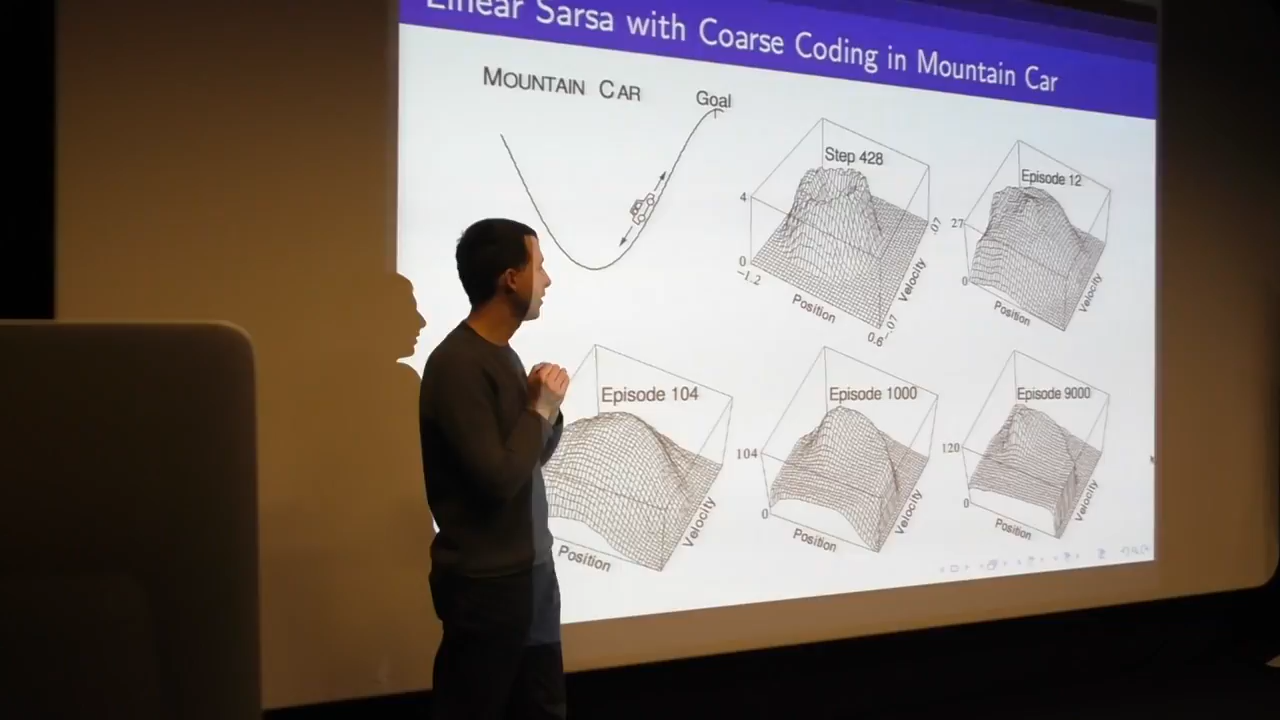 Linear Sarsa with Coarse Coding in Mountain Car
MOUNTAIN CAR
Goal
Step 428
4
0
−1.2
Position
0.6
−.07
Velocity
.07
Episode 12
27
0
Position
Velocity
Episode 104
Position
Velocity
Episode 1000
104
0
Position
Velocity
Episode 9000
120
0
Position
Velocity